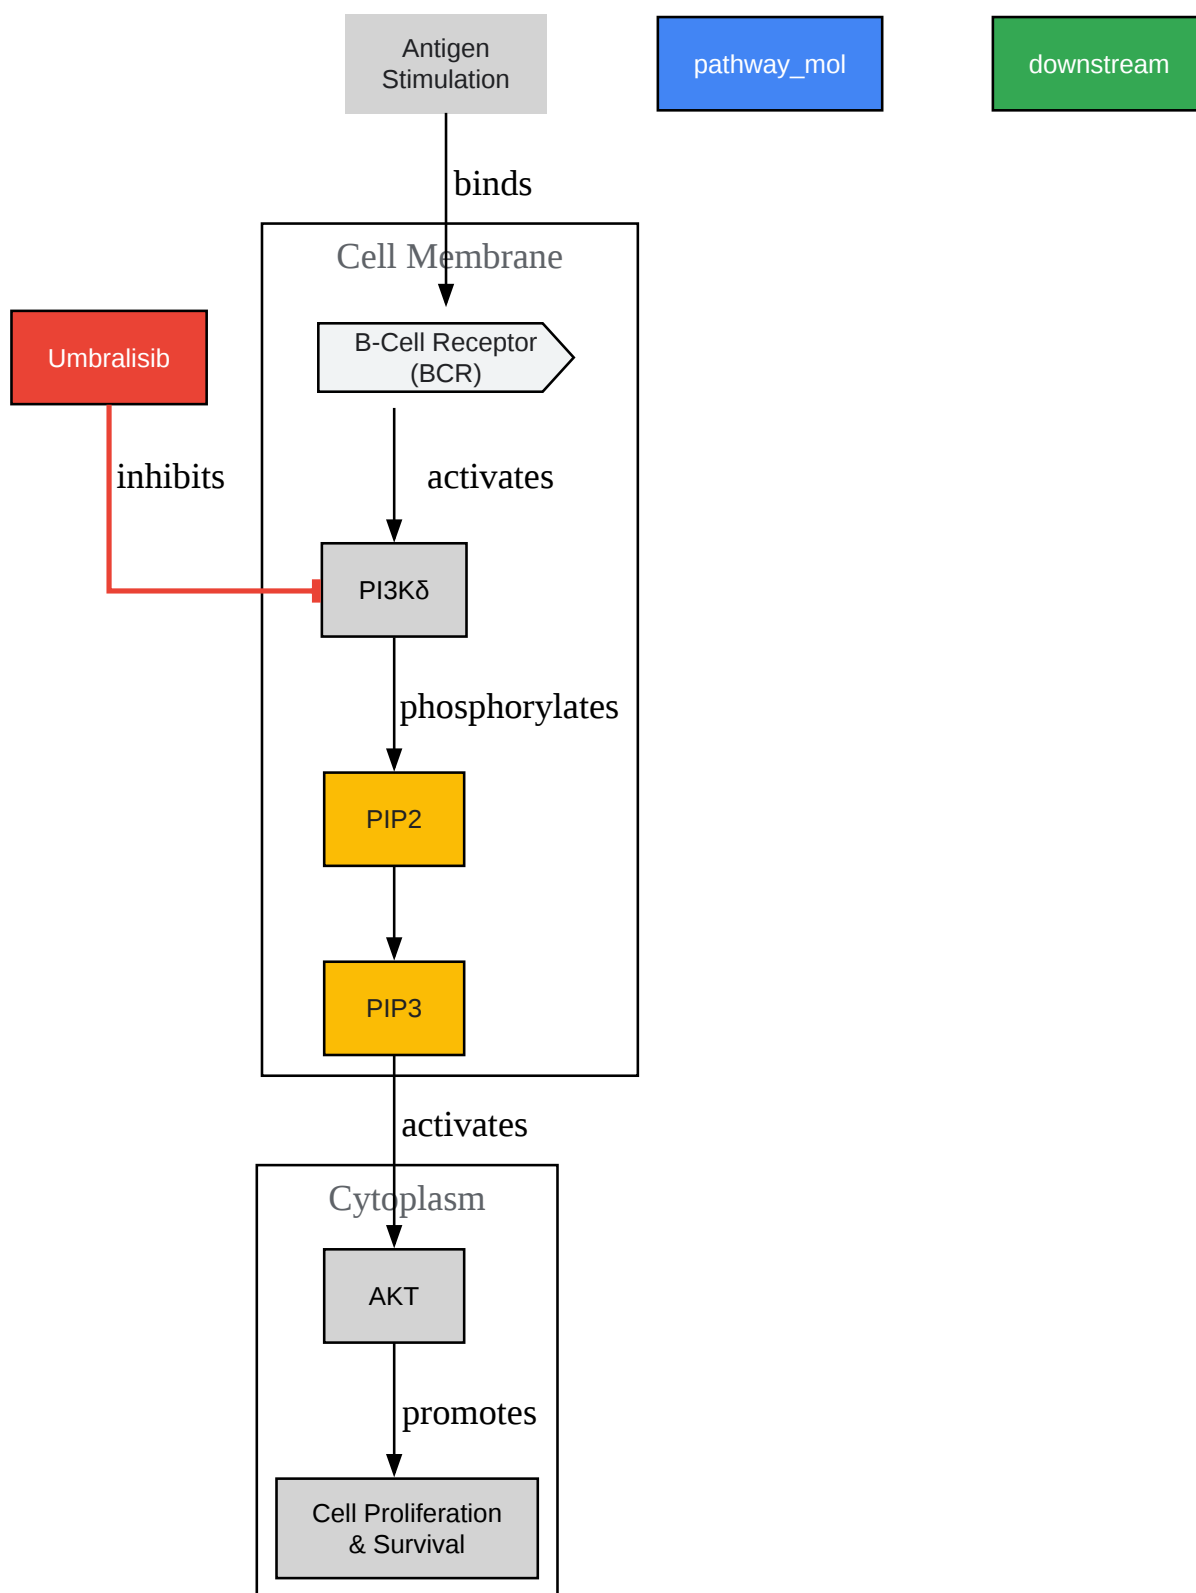 Antigen
Stimulation
pathway_mol
downstream
binds
Cell Membrane
Umbralisib
B-Cell Receptor
(BCR)
inhibits
activates
PI3Kδ
phosphorylates
PIP2
PIP3
activates
Cytoplasm
AKT
promotes
Cell Proliferation
& Survival